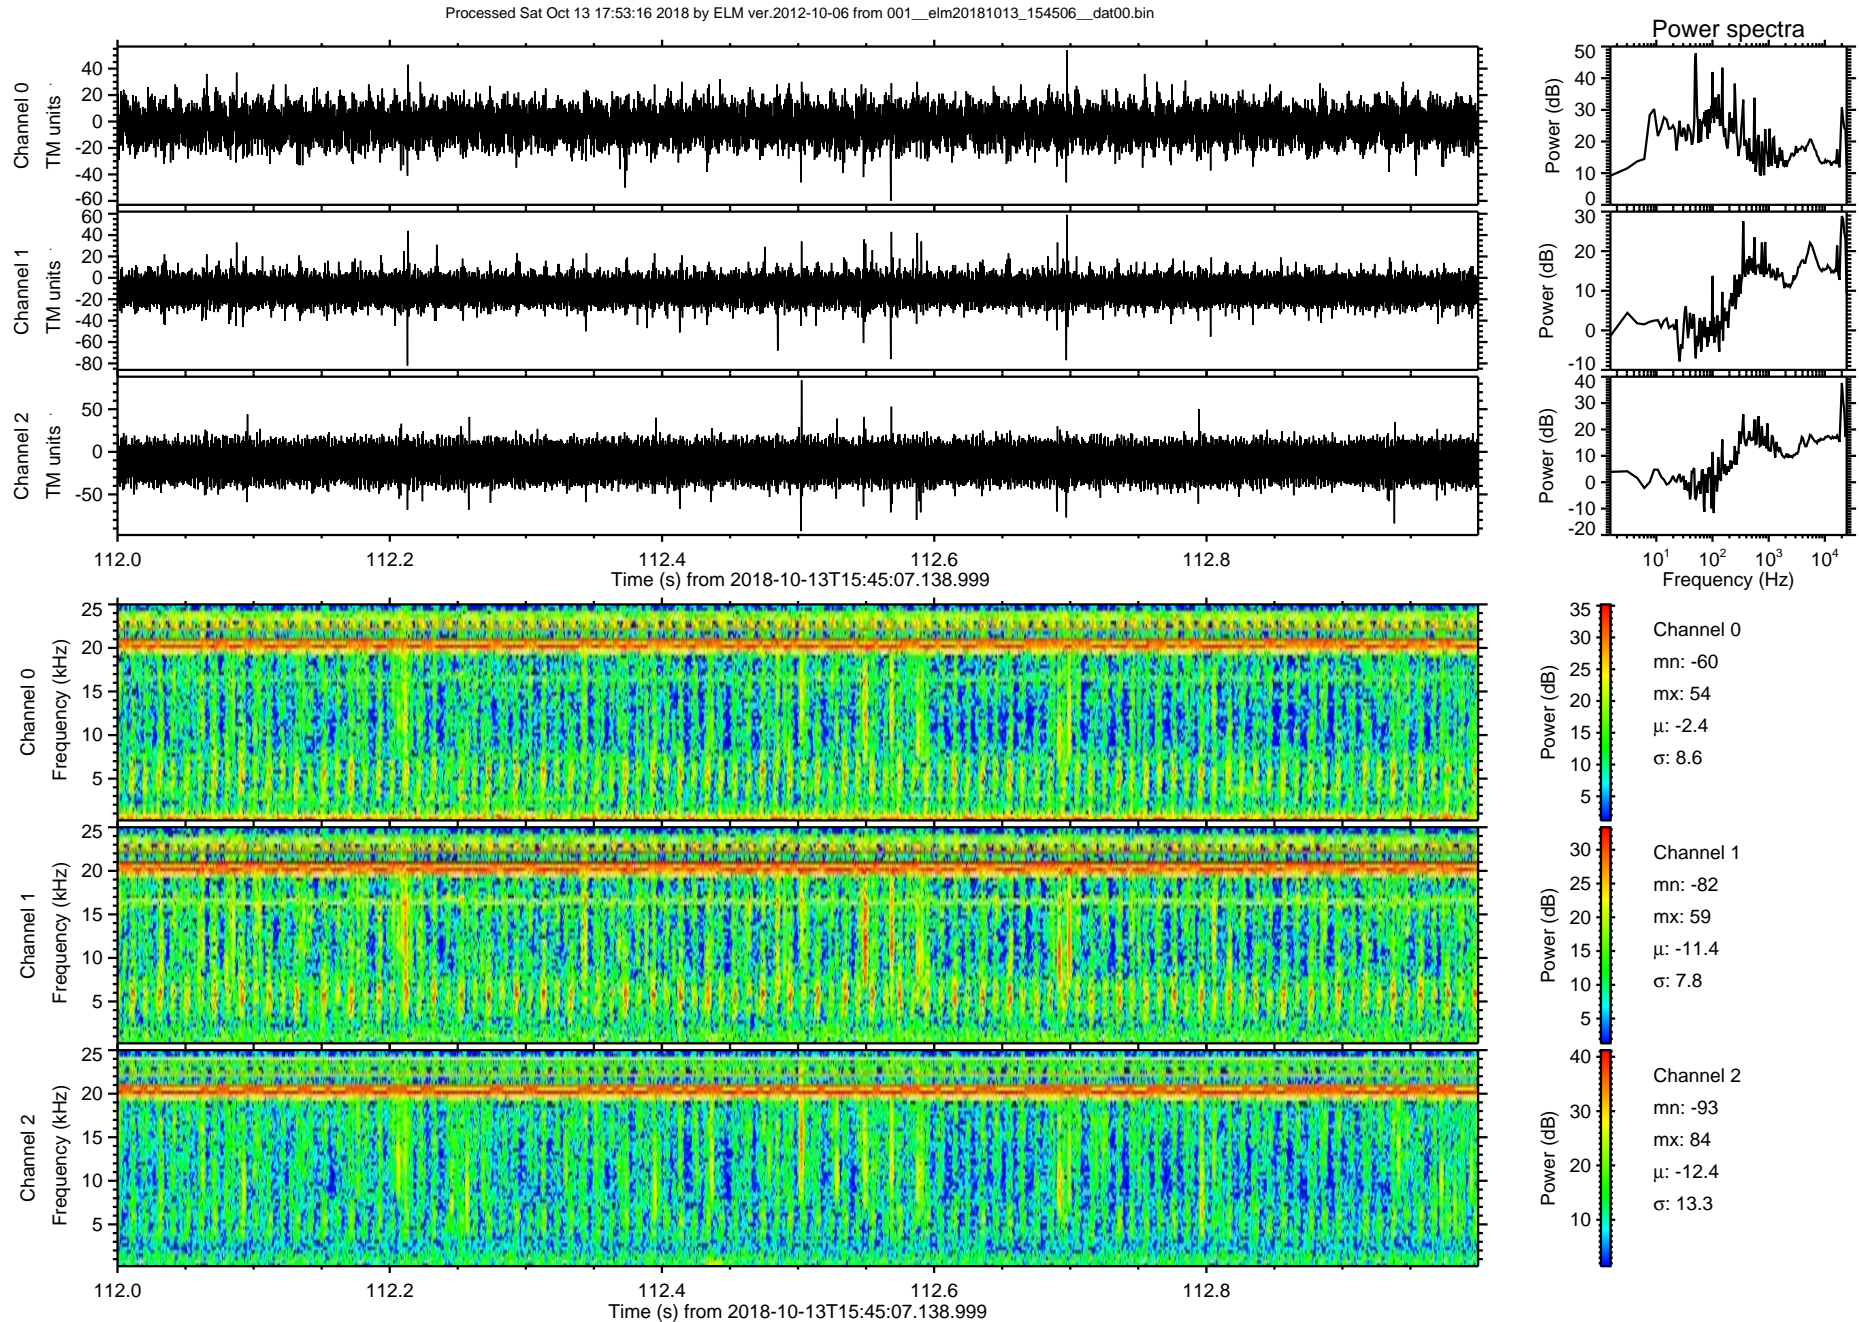 Processed Sat Oct 13 17:53:16 2018 by ELM ver.2012-10-06 from 001__elm20181013_154506__dat00.bin
Power spectra
Channel 0
TM units
40
20
0
-20
-40
-60
Power (dB)
50
40
30
20
10
0
Channel 1
TM units
60
40
20
0
-20
-40
-60
-80
Power (dB)
30
20
10
0
-10
Channel 2
TM units
50
0
-50
Power (dB)
40
30
20
10
0
-10
-20
112.0 112.2 112.4 112.6 112.8
Time (s) from 2018-10-13T15:45:07.138.999
10^1 10^2 10^3 10^4
Frequency (Hz)
Channel 0
Frequency (kHz)
25
20
15
10
5
Power (dB)
35
30
25
20
15
10
5
Channel 0
mn: -60
mx: 54
μ: -2.4
σ: 8.6
Channel 1
Frequency (kHz)
25
20
15
10
5
Power (dB)
30
25
20
15
10
5
Channel 1
mn: -82
mx: 59
μ: -11.4
σ: 7.8
Channel 2
Frequency (kHz)
25
20
15
10
5
Power (dB)
40
30
20
10
Channel 2
mn: -93
mx: 84
μ: -12.4
σ: 13.3
112.0 112.2 112.4 112.6 112.8
Time (s) from 2018-10-13T15:45:07.138.999